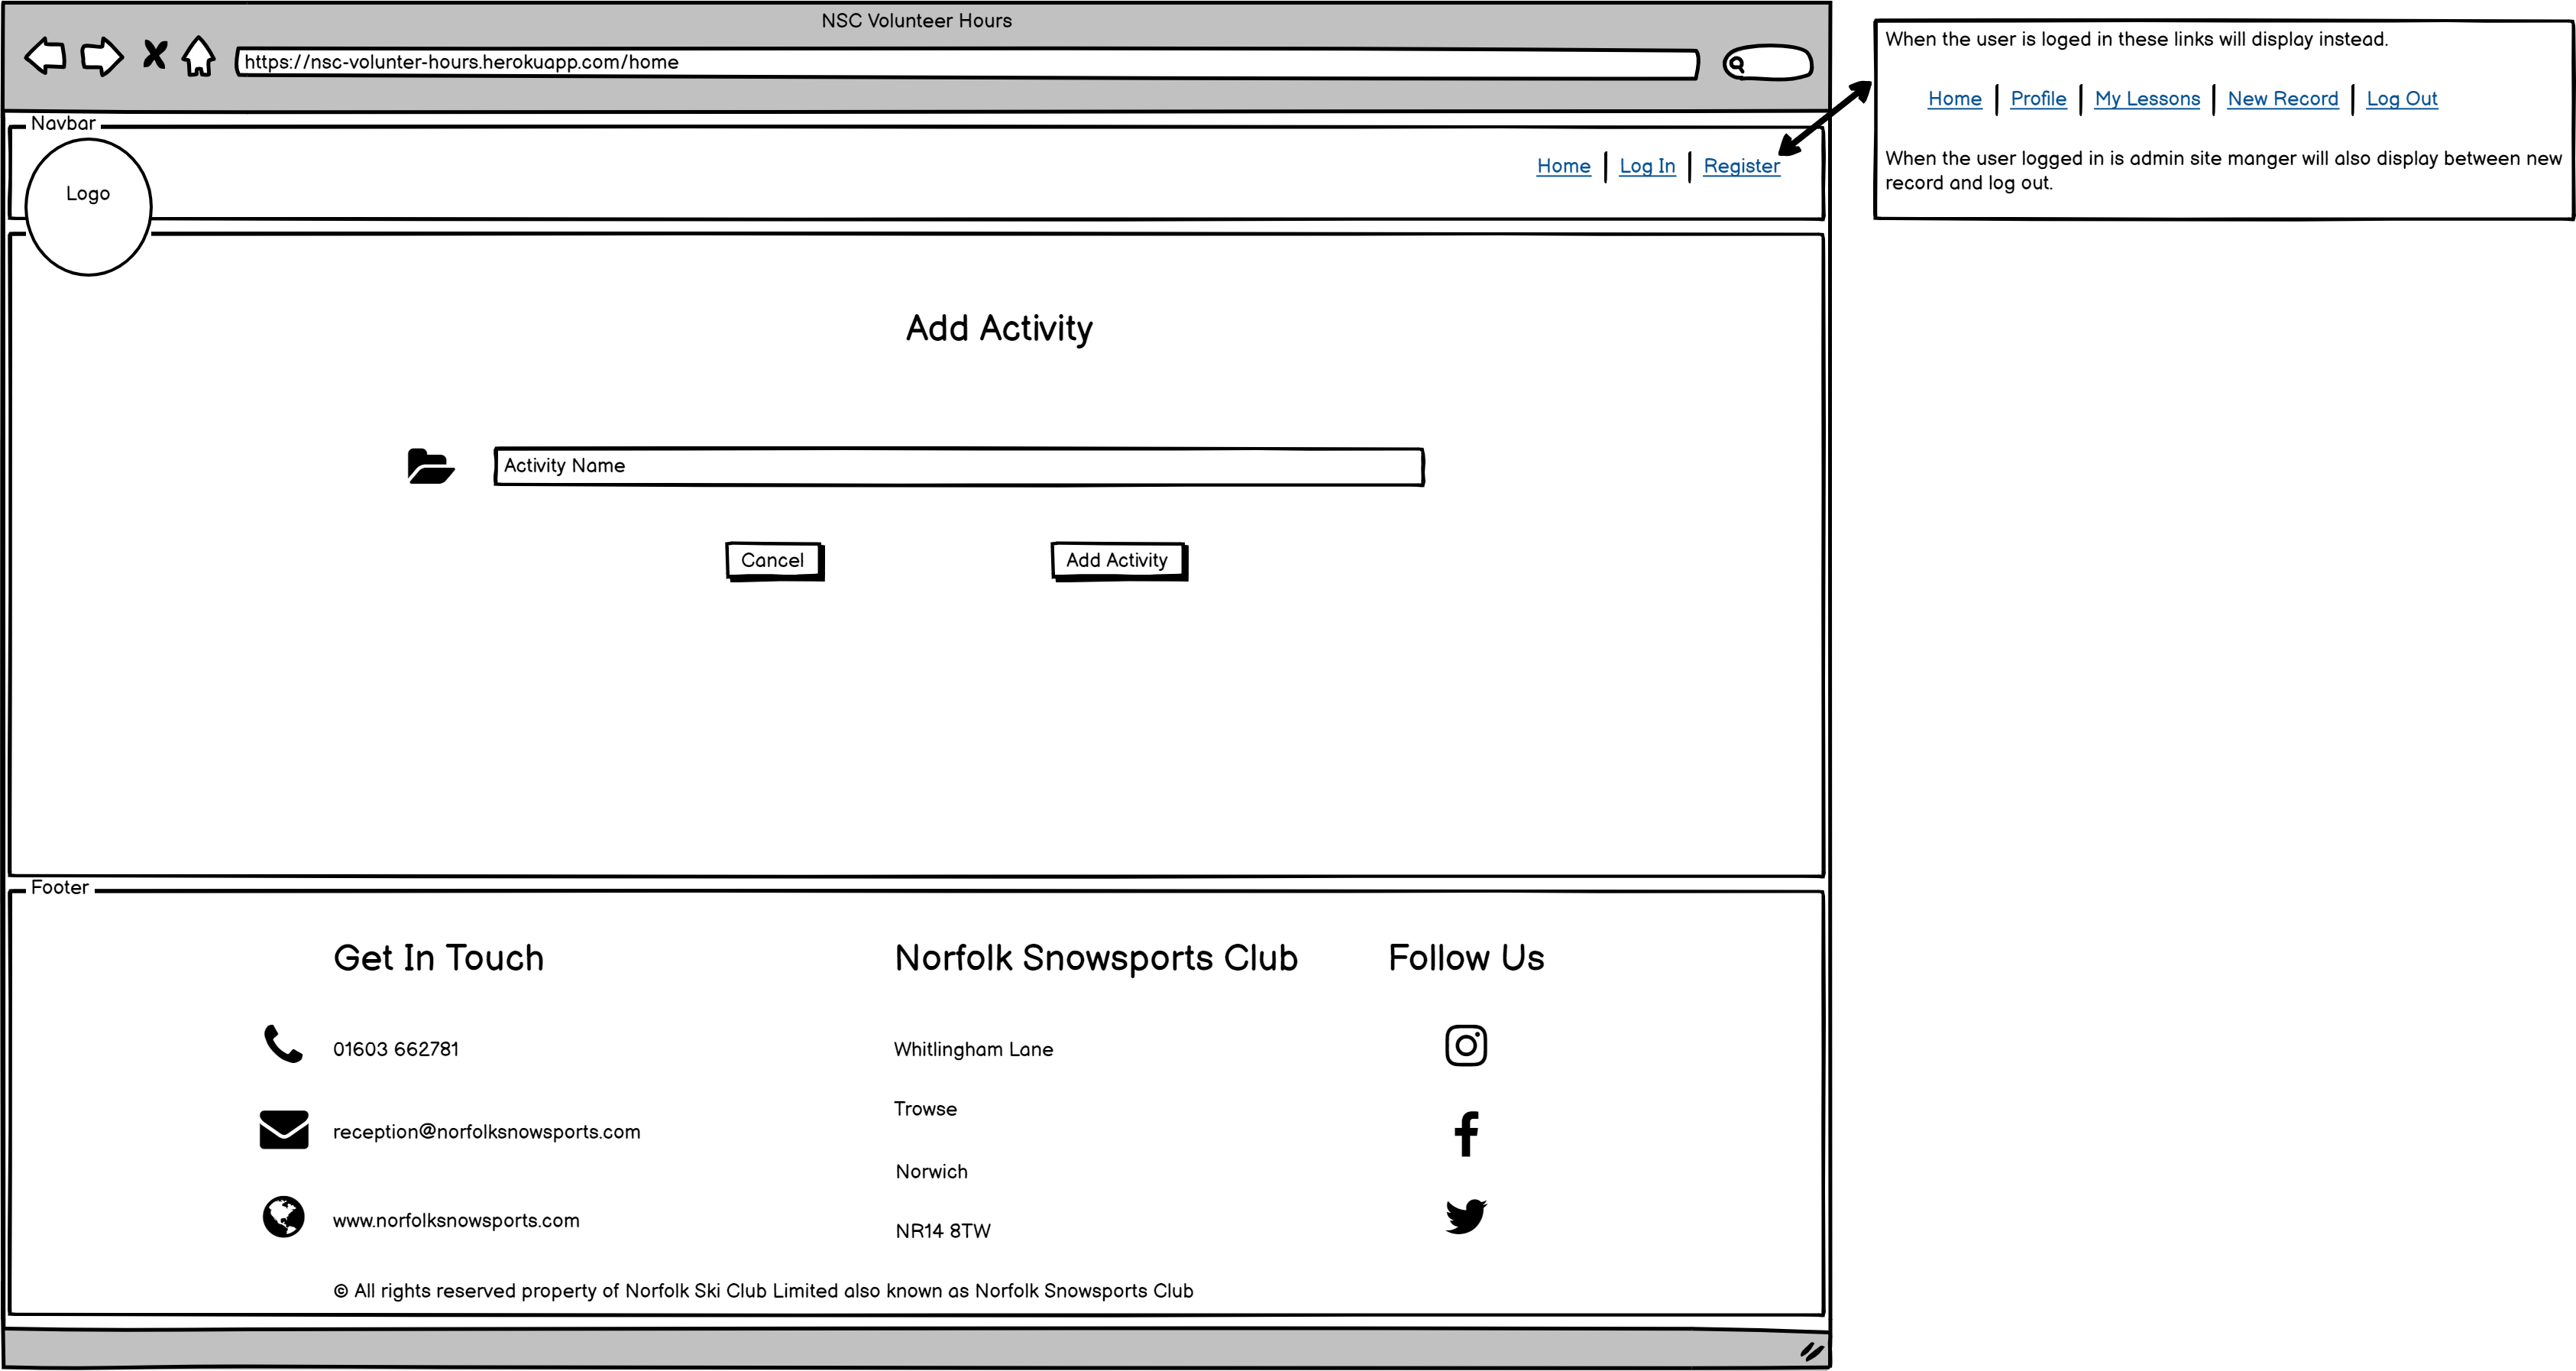 NSC Volunteer Hours
https://nsc-volunter-hours.herokuapp.com/home
Navbar
Logo
Home | Log In | Register
When the user is loged in these links will display instead.
Home | Profile | My Lessons | New Record | Log Out
When the user logged in is admin site manger will also display between new
record and log out.
Add Activity
Activity Name
Cancel
Add Activity
Footer
Get In Touch
01603 662781
reception@norfolksnowsports.com
www.norfolksnowsports.com
Norfolk Snowsports Club
Whitlingham Lane
Trowse
Norwich
NR14 8TW
Follow Us
© All rights reserved property of Norfolk Ski Club Limited also known as Norfolk Snowsports Club